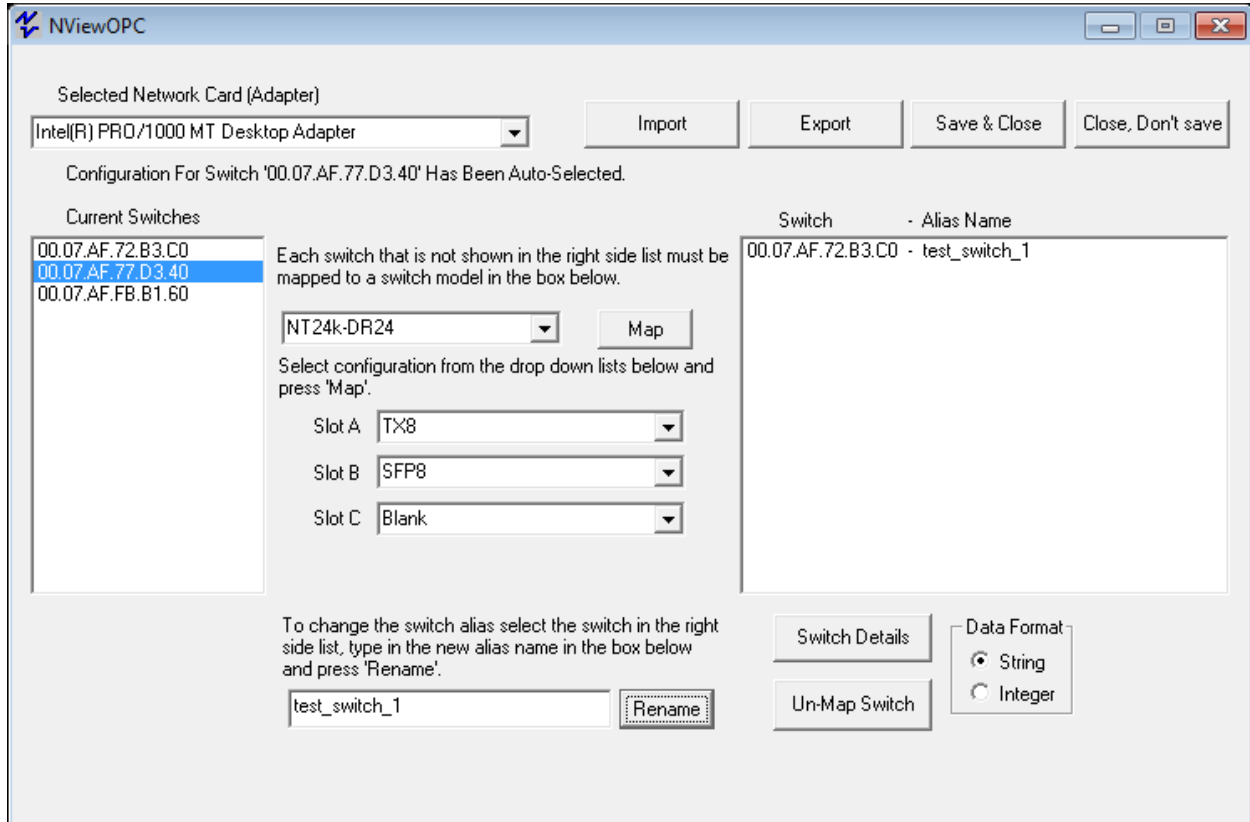 NViewOPC
Selected Network Card (Adapter)
Intel(R) PRO/1000 MT Desktop Adapter
Import
Export
Save & Close
Close, Don't save
Configuration For Switch '00.07.AF.77.D3.40' Has Been Auto-Selected.
Current Switches
00.07.AF.72.B3.C0
00.07.AF.77.D3.40
00.07.AF.FB.B1.60
Each switch that is not shown in the right side list must be
mapped to a switch model in the box below.
NT24k-DR24
Map
Select configuration from the drop down lists below and
press 'Map'.
Slot A TX8
Slot B SFP8
Slot C Blank
Switch - Alias Name
00.07.AF.72.B3.C0 - test_switch_1
To change the switch alias select the switch in the right
side list, type in the new alias name in the box below
and press 'Rename'.
test_switch_1
Rename
Switch Details
Un-Map Switch
Data Format
String
Integer